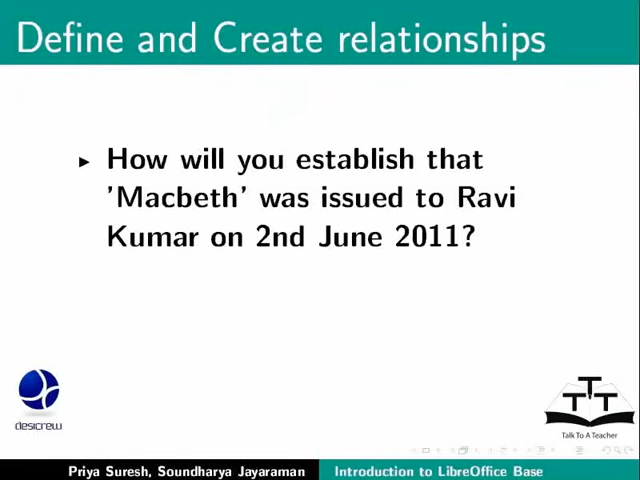 Define and Create relationships
How will you establish that
'Macbeth' was issued to Ravi
Kumar on 2nd June 2011?
desicrew
T T T
Talk To A Teacher
Priya Suresh, Soundharya Jayaraman
Introduction to LibreOffice Base